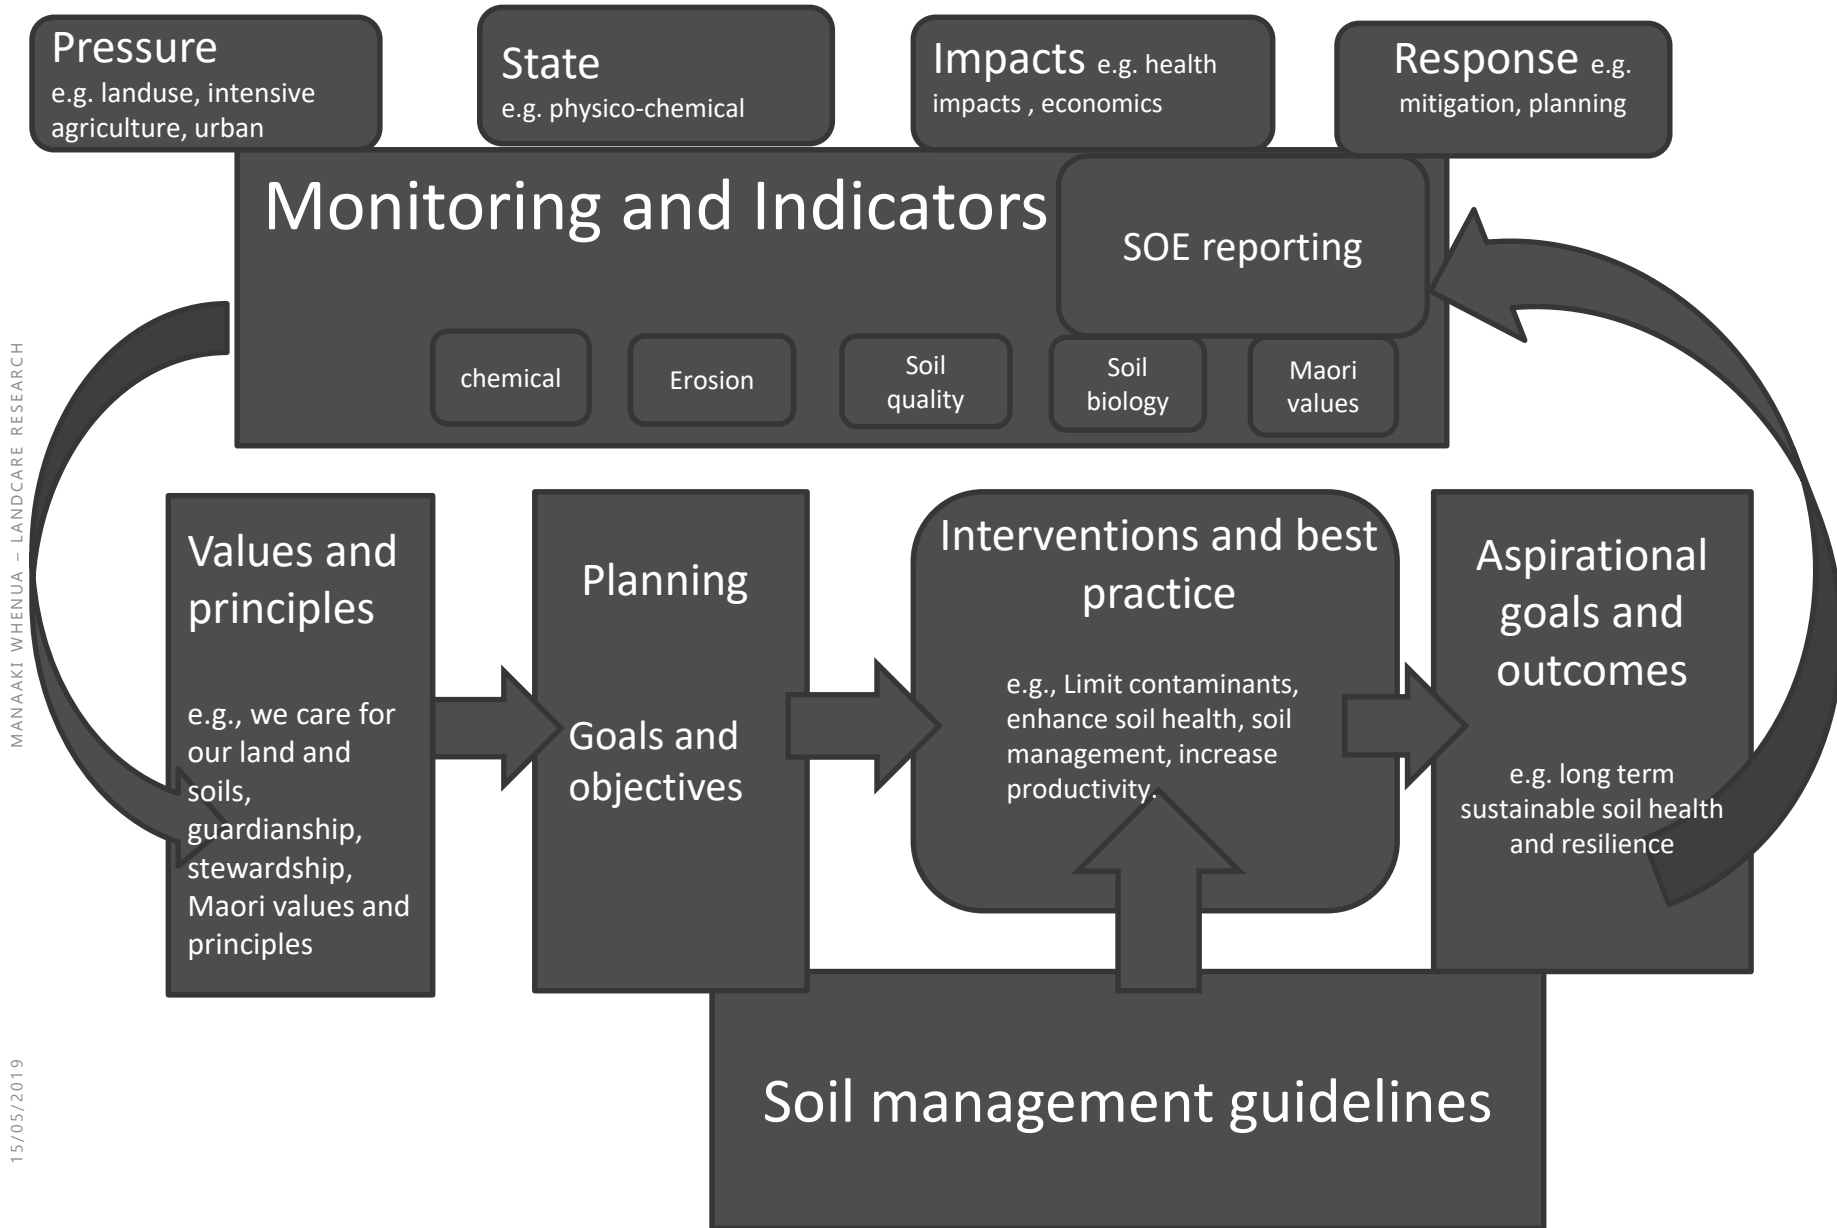 Pressure
e.g. landuse, intensive
agriculture, urban
State
e.g. physico-chemical
Impacts e.g. health
impacts , economics
Response e.g.
mitigation, planning
Monitoring and Indicators
SOE reporting
chemical
Erosion
Soil
quality
Soil
biology
Maori
values
Values and
principles
e.g., we care for
our land and
soils,
guardianship,
stewardship,
Maori values and
principles
Planning
Goals and
objectives
Interventions and best
practice
e.g., Limit contaminants,
enhance soil health, soil
management, increase
productivity.
Aspirational
goals and
outcomes
e.g. long term
sustainable soil health
and resilience
Soil management guidelines
MANAAKI WHENUA – LANDCARE RESEARCH
15/05/2019